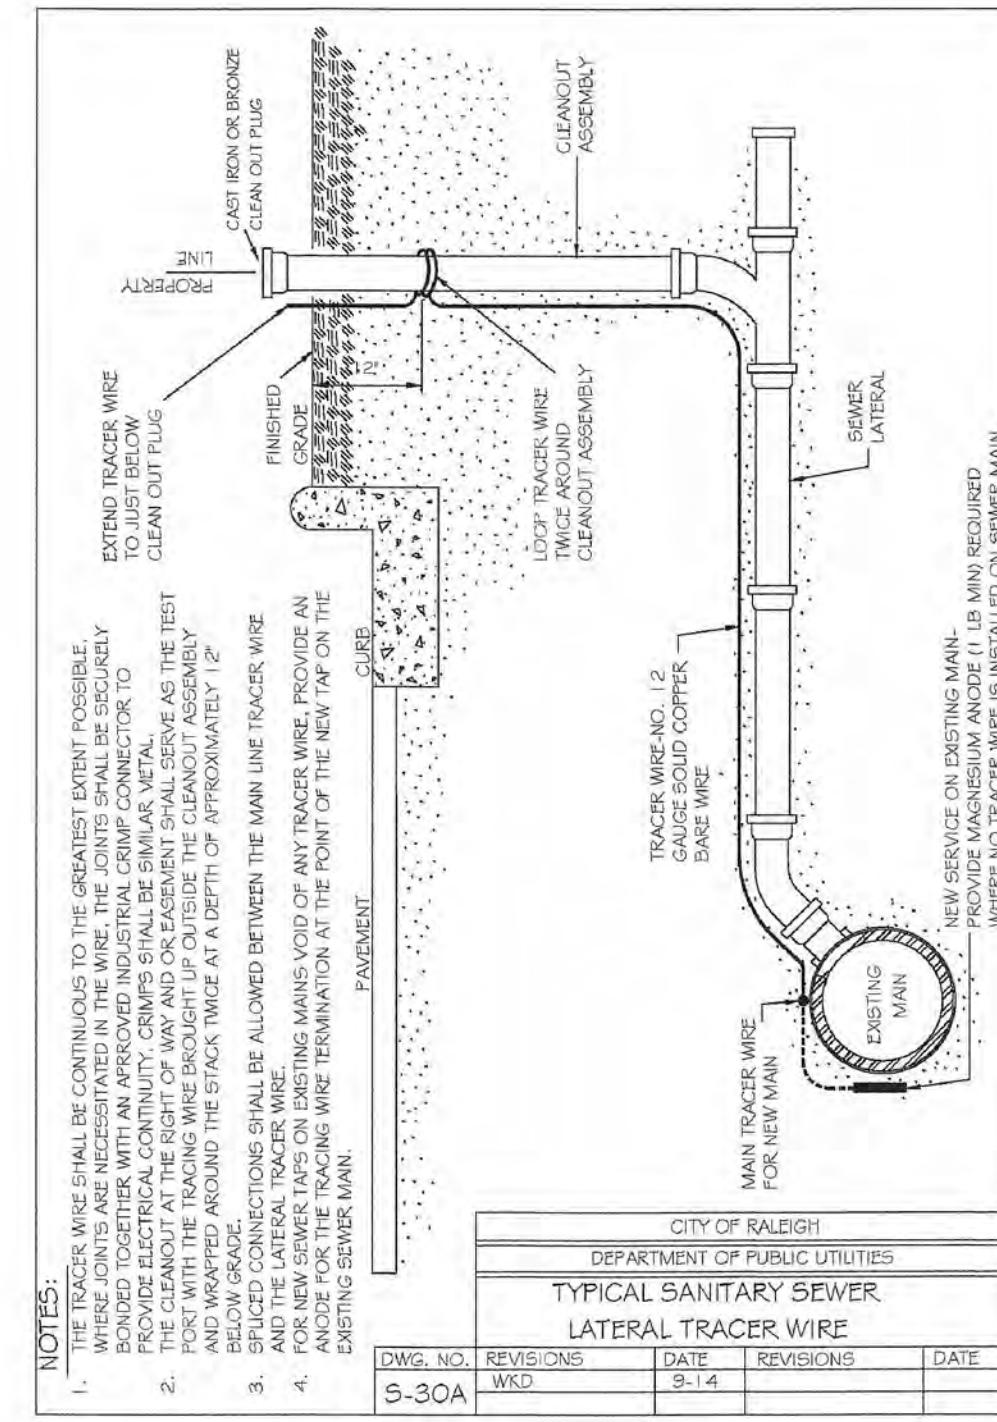 NOTES:
1. THE TRACER WIRE SHALL BE CONTINUOUS TO THE GREATEST EXTENT POSSIBLE.
WHERE JOINTS ARE NECESSITATED IN THE WIRE, THE JOINTS SHALL BE SECURELY
BONDED TOGETHER WITH AN APPROVED INDUSTRIAL CRIMP CONNECTOR TO
PROVIDE ELECTRICAL CONTINUITY. CRIMPS SHALL BE SIMILAR METAL.
2. THE CLEANOUT AT THE RIGHT OF WAY AND OR EASEMENT SHALL SERVE AS THE TEST
PORT WITH THE TRACING WIRE BROUGHT UP OUTSIDE THE CLEANOUT ASSEMBLY
AND WRAPPED AROUND THE STACK TWICE AT A DEPTH OF APPROXIMATELY 12"
BELOW GRADE.
3. SPLICED CONNECTIONS SHALL BE ALLOWED BETWEEN THE MAIN LINE TRACER WIRE
AND THE LATERAL TRACER WIRE.
4. FOR NEW SEWER TAPS ON EXISTING MAINS VOID OF ANY TRACER WIRE, PROVIDE AN
ANODE FOR THE TRACING WIRE TERMINATION AT THE POINT OF THE NEW TAP ON THE
EXISTING SEWER MAIN.
EXTEND TRACER WIRE
TO JUST BELOW
CLEAN OUT PLUG
PROPERTY
LINE
CAST IRON OR BRONZE
CLEAN OUT PLUG
FINISHED
GRADE
12"
CURB
PAVEMENT
LOOP TRACER WIRE
TWICE AROUND
CLEANOUT ASSEMBLY
CLEANOUT
ASSEMBLY
TRACER WIRE-NO. 12
GAUGE SOLID COPPER
BARE WIRE
SEWER
LATERAL
MAIN TRACER WIRE
FOR NEW MAIN
EXISTING
MAIN
NEW SERVICE ON EXISTING MAIN-
PROVIDE MAGNESIUM ANODE (1 LB MIN) REQUIRED
WHERE NO TRACER WIRE IS INSTALLED ON SEWER MAIN
CITY OF RALEIGH
DEPARTMENT OF PUBLIC UTILITIES
TYPICAL SANITARY SEWER
LATERAL TRACER WIRE
DWG. NO. REVISIONS DATE REVISIONS DATE
S-30A WKD 9-14